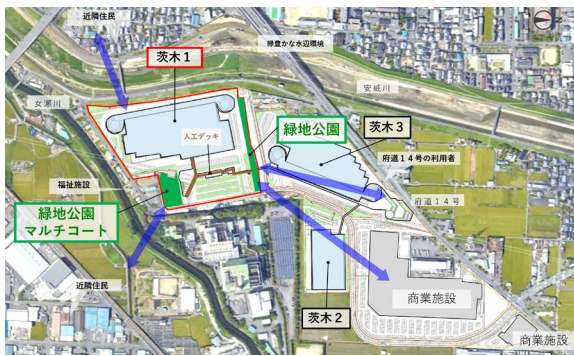 近隣住民
緑豊かな水辺環境
茨木１
安威川
女瀬川
人工デッキ
緑地公園
茨木３
府道１４号の利用者
福祉施設
府道１４号
緑地公園
マルチコート
近隣住民
茨木２
商業施設
商業施設